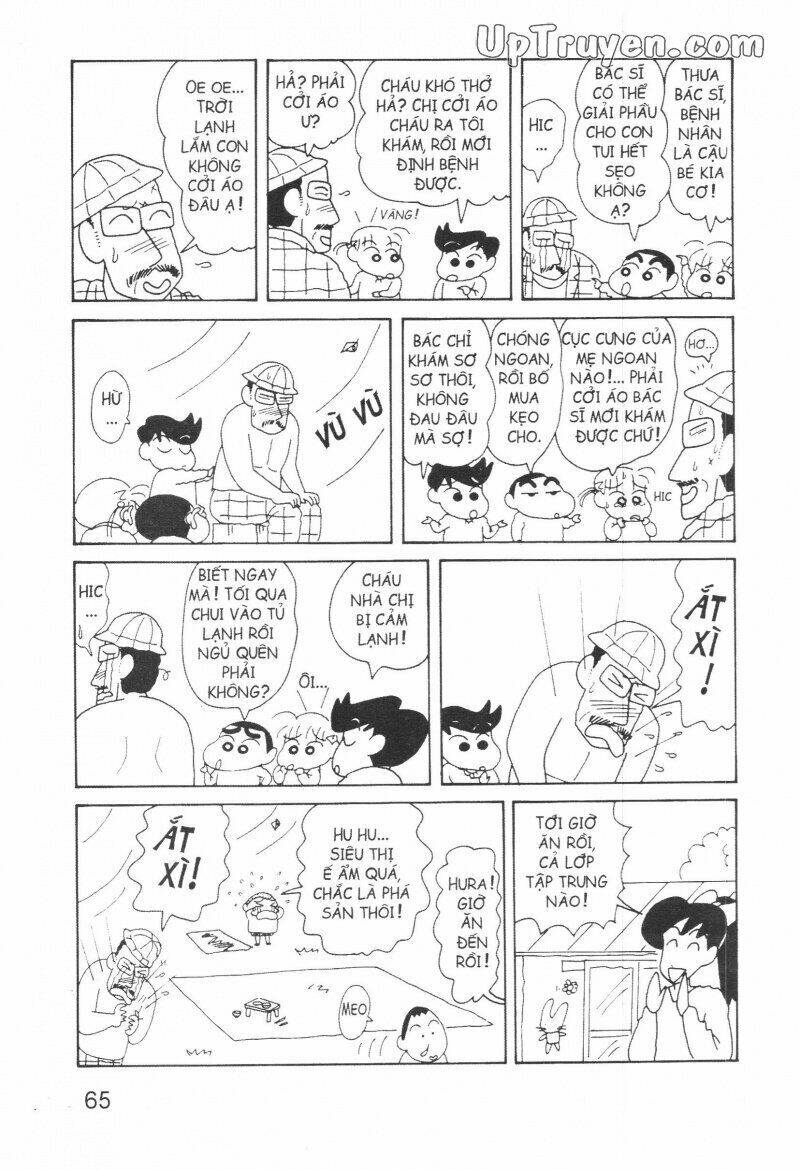 UpTruyen.com
THƯA
BÁC SĨ,
BỆNH
NHÂN
LÀ CẬU
BÉ KIA
CƠ!
BÁC SĨ
CÓ THỂ
GIẢI PHẪU
CHO CON
TUI HẾT
SẸO
KHÔNG
Ạ?
HIC
...
CHÁU KHÓ THỞ
HẢ? CHỊ CỞI ÁO
CHÁU RA TÔI
KHÁM, RỒI MỚI
ĐỊNH BỆNH
ĐƯỢC.
VÂNG!
HẢ? PHẢI
CỞI ÁO
Ư?
OE OE...
TRỜI
LẠNH
LẮM CON
KHÔNG
CỞI ÁO
ĐÂU Ạ!
HƠ...
CỤC CƯNG CỦA
MẸ NGOAN
NÀO!... PHẢI
CỞI ÁO BÁC
SĨ MỚI KHÁM
ĐƯỢC CHỨ!
HIC
CHÓNG
NGOAN,
RỒI BỐ
MUA
KẸO
CHO.
BÁC CHỈ
KHÁM SƠ
SƠ THÔI,
KHÔNG
ĐAU ĐÂU
MÀ SỢ!
VÙ VÙ
HỪ
...
ẮT
XÌ!
CHÁU
NHÀ CHỊ
BỊ CẢM
LẠNH!
ÔI...
BIẾT NGAY
MÀ! TỐI QUA
CHUI VÀO TỦ
LẠNH RỒI
NGỦ QUÊN
PHẢI
KHÔNG?
HIC
...
TỚI GIỜ
ĂN RỒI,
CẢ LỚP
TẬP TRUNG
NÀO!
HURA!
GIỜ
ĂN
ĐẾN
RỒI!
HU HU...
SIÊU THỊ
Ế ẨM QUÁ,
CHẮC LÀ PHÁ
SẢN THÔI!
MEO
ẮT
XÌ!
65